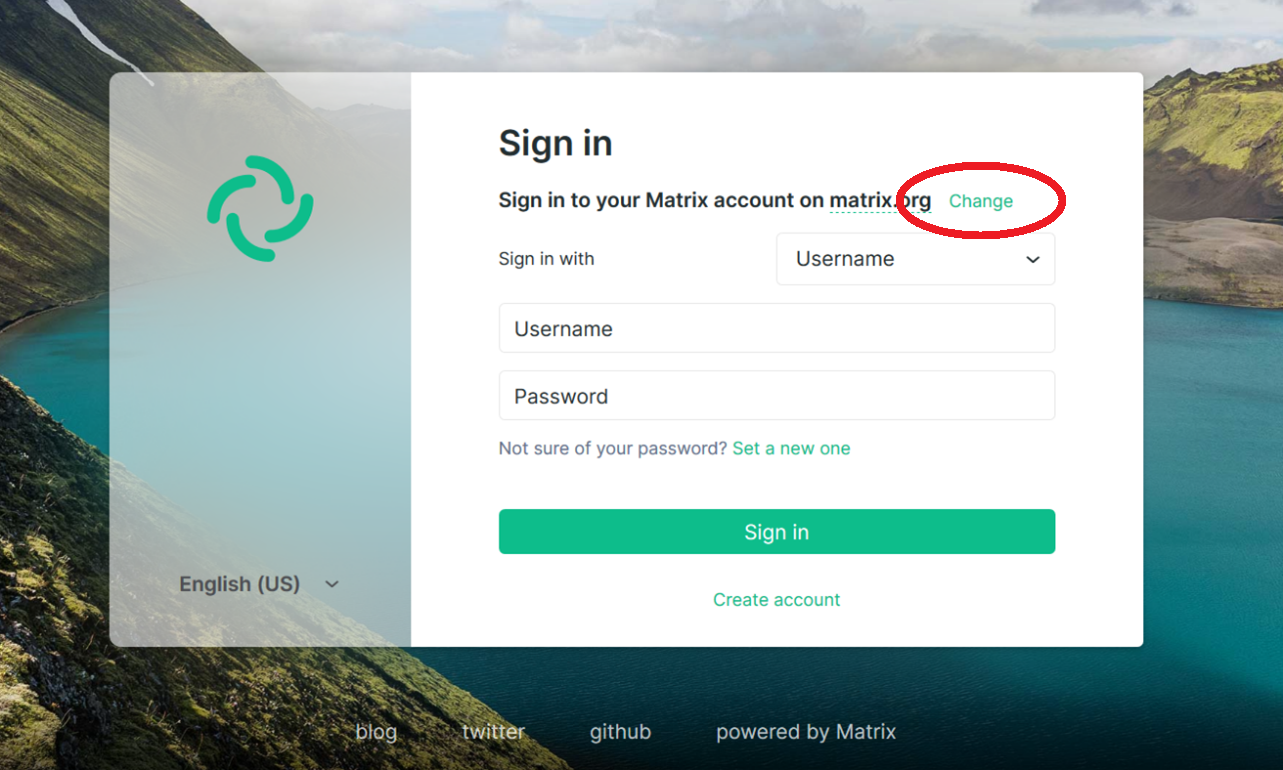 Sign in
Sign in to your Matrix account on matrix.org Change
Sign in with Username
Username
Password
Not sure of your password? Set a new one
Sign in
Create account
English (US)
blog twitter github powered by Matrix